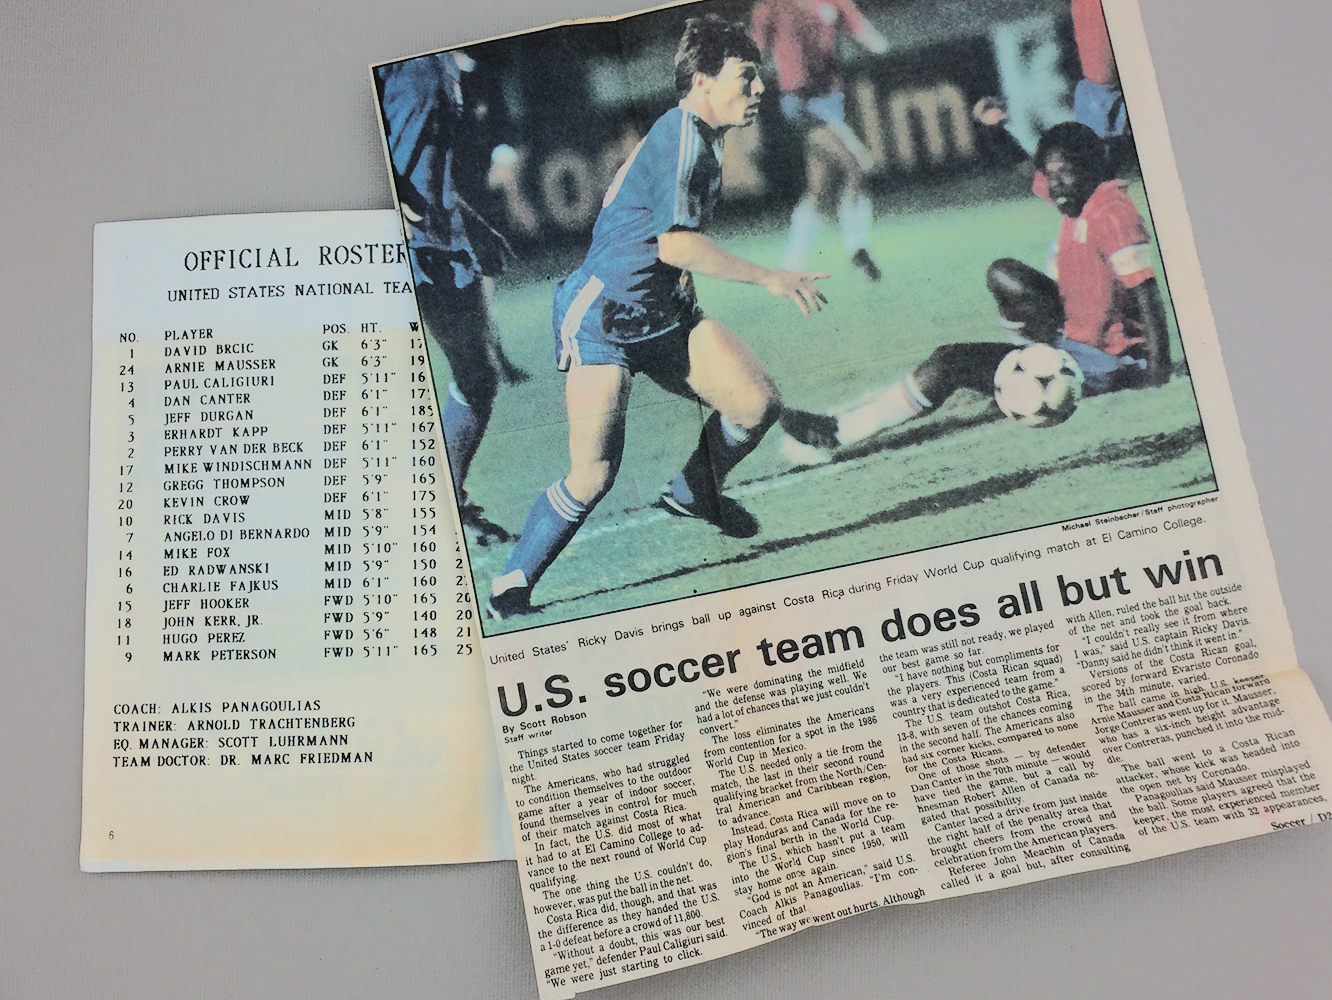 OFFICIAL ROSTER
UNITED STATES NATIONAL TEA
NO. PLAYER POS. HT. W
1 DAVID BRCIC GK 6'3" 17
24 ARNIE MAUSSER GK 6'3" 19
13 PAUL CALIGIURI DEF 5'11" 16
4 DAN CANTER DEF 6'1" 17
5 JEFF DURGAN DEF 6'1" 185
3 ERHARDT KAPP DEF 5'11" 167
2 PERRY VAN DER BECK DEF 6'1" 152
17 MIKE WINDISCHMANN DEF 5'11" 160
12 GREGG THOMPSON DEF 5'9" 165
20 KEVIN CROW DEF 6'1" 175
10 RICK DAVIS MID 5'8" 155
7 ANGELO DI BERNARDO MID 5'9" 154
14 MIKE FOX MID 5'10" 160 2
16 ED RADWANSKI MID 5'9" 150 2
6 CHARLIE FAJKUS MID 6'1" 160 2
15 JEFF HOOKER FWD 5'10" 165 20
18 JOHN KERR, JR. FWD 5'9" 140 20
11 HUGO PEREZ FWD 5'6" 148 21
9 MARK PETERSON FWD 5'11" 165 25
COACH: ALKIS PANAGOULIAS
TRAINER: ARNOLD TRACHTENBERG
EQ. MANAGER: SCOTT LUHRMANN
TEAM DOCTOR: DR. MARC FRIEDMAN
6
Michael Steinbacher/Staff photographer
United States' Ricky Davis brings ball up against Costa Rica during Friday World Cup qualifying match at El Camino College.
U.S. soccer team does all but win
By Scott Robson
Staff writer
Things started to come together for
the United States soccer team Friday
night.
The Americans, who had struggled
to condition themselves to the outdoor
game after a year of indoor soccer,
found themselves in control for much
of their match against Costa Rica.
In fact, the U.S. did most of what
it had to at El Camino College to ad-
vance to the next round of World Cup
qualifying.
The one thing the U.S. couldn't do,
however, was put the ball in the net.
Costa Rica did, though, and that was
the difference as they handed the U.S.
a 1-0 defeat before a crowd of 11,800.
"Without a doubt, this was our best
game yet," defender Paul Caligiuri said.
"We were just starting to click.
"We were dominating the midfield
and the defense was playing well. We
had a lot of chances that we just couldn't
convert."
The loss eliminates the Americans
from contention for a spot in the 1986
World Cup in Mexico.
The U.S. needed only a tie from the
match, the last in their second round
qualifying bracket from the North/Cen-
tral American and Caribbean region,
to advance.
Instead, Costa Rica will move on to
play Honduras and Canada for the re-
gion's final berth in the World Cup.
The U.S., which hasn't put a team
into the World Cup since 1950, will
stay home once again.
"God is not an American," said U.S.
Coach Alkis Panagoulias. "I'm con-
vinced of that.
"The way we went out hurts. Although
the team was still not ready, we played
our best game so far.
"I have nothing but compliments for
the players. This (Costa Rican squad)
was a very experienced team from a
country that is dedicated to the game."
The U.S. team outshot Costa Rica,
13-8, with seven of the chances coming
in the second half. The Americans also
had six corner kicks, compared to none
for the Costa Ricans.
One of those shots — by defender
Dan Canter in the 70th minute — would
have tied the game, but a call by
linesman Robert Allen of Canada ne-
gated that possibility.
Canter laced a drive from just inside
the right half of the penalty area that
brought cheers from the crowd and
celebration from the American players.
Referee John Meachin of Canada
called it a goal but, after consulting
with Allen, ruled the ball hit the outside
of the net and took the goal back.
"I couldn't really see it from where
I was," said U.S. captain Ricky Davis.
"Danny said he didn't think it went in."
Versions of the Costa Rican goal,
scored by forward Evaristo Coronado
in the 34th minute, varied.
The ball came in high, U.S. keeper
Arnie Mausser and Costa Rican forward
Jorge Contreras went up for it. Mausser,
who has a six-inch height advantage
over Contreras, punched it into the mid-
dle.
The ball went to a Costa Rican
attacker, whose kick was headed into
the open net by Coronado.
Panagoulias said Mausser misplayed
the ball. Some players agreed that the
keeper, the most experienced member
of the U.S. team with 32 appearances,
Soccer / D2